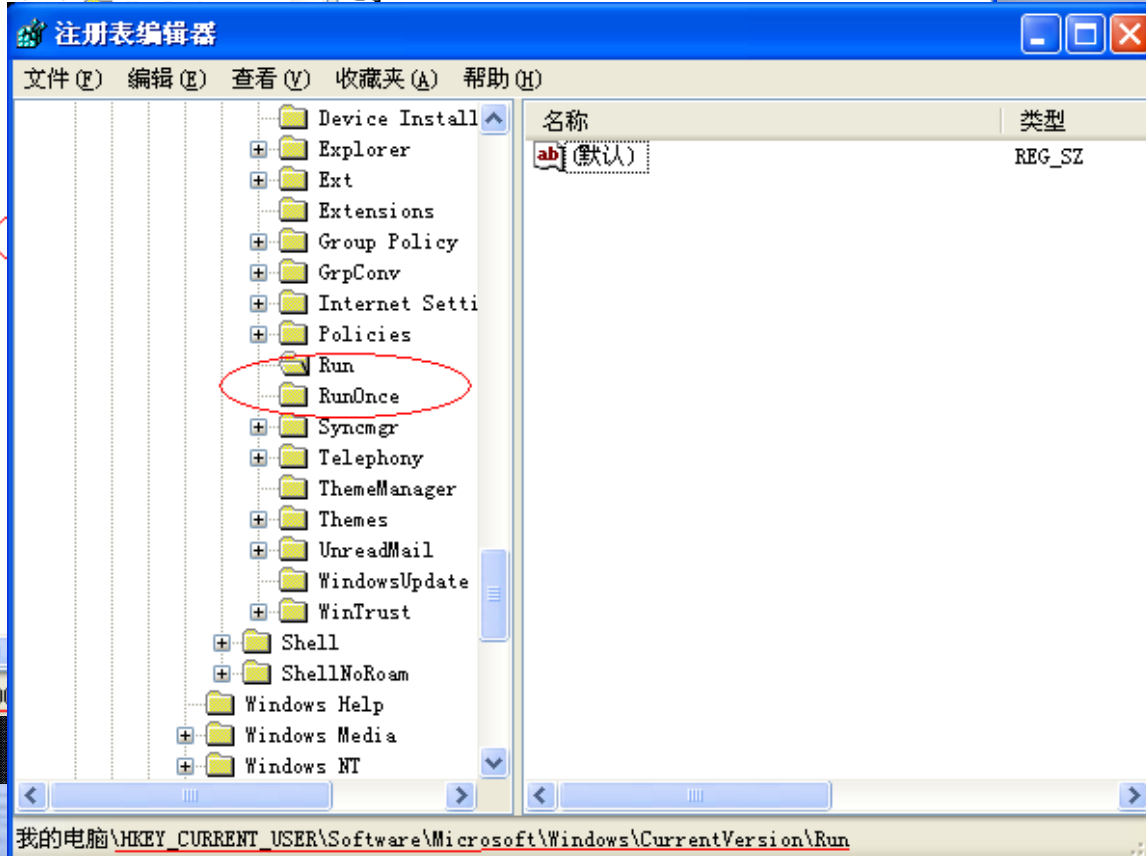 注册表编辑器
文件(F) 编辑(E) 查看(V) 收藏夹(A) 帮助(H)
名称 类型
Device Install
Explorer
Ext
Extensions
Group Policy
GrpConv
Internet Setti
Policies
Run
RunOnce
Syncmgr
Telephony
ThemeManager
Themes
UnreadMail
WindowsUpdate
WinTrust
Shell
ShellNoRoam
Windows Help
Windows Media
Windows NT
ab (默认) REG_SZ
我的电脑\HKEY_CURRENT_USER\Software\Microsoft\Windows\CurrentVersion\Run